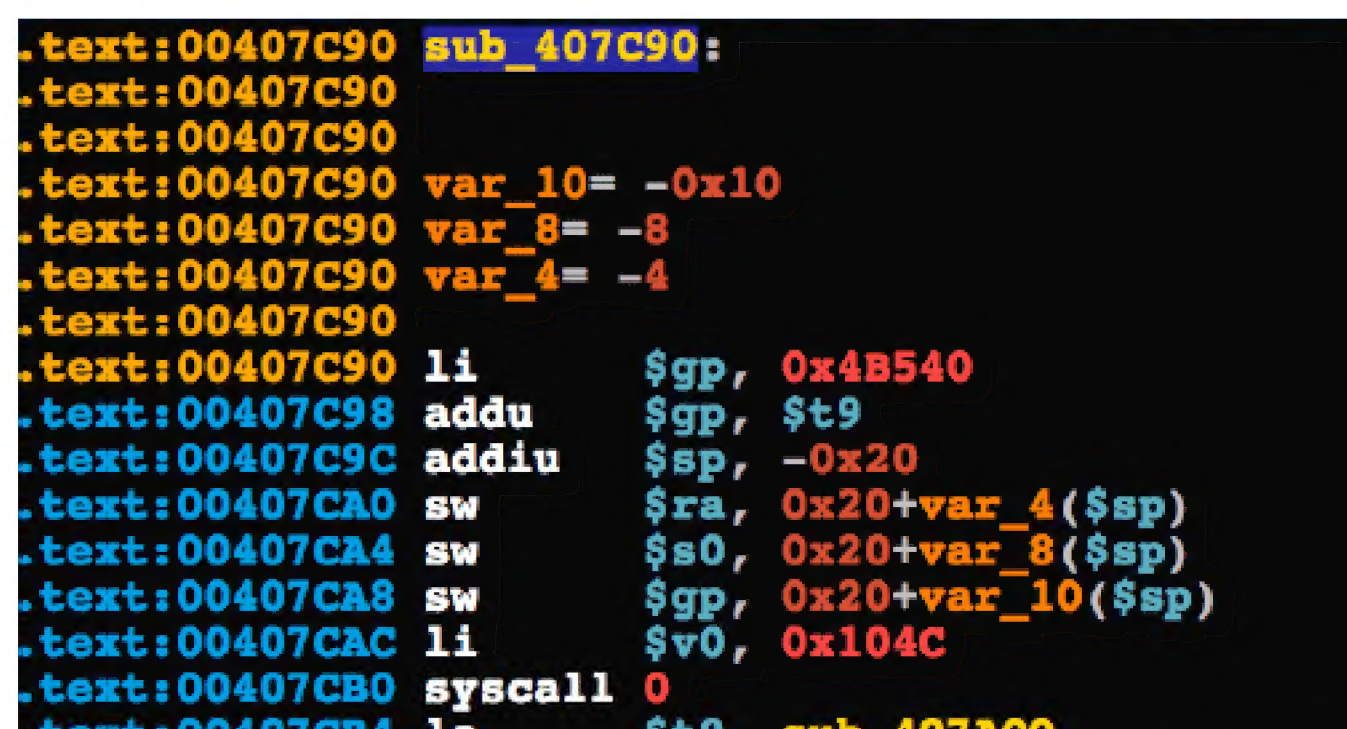 .text:00407C90 sub_407C90:
.text:00407C90
.text:00407C90
.text:00407C90 var_10= -0x10
.text:00407C90 var_8= -8
.text:00407C90 var_4= -4
.text:00407C90
.text:00407C90 li $gp, 0x4B540
.text:00407C98 addu $gp, $t9
.text:00407C9C addiu $sp, -0x20
.text:00407CA0 sw $ra, 0x20+var_4($sp)
.text:00407CA4 sw $s0, 0x20+var_8($sp)
.text:00407CA8 sw $gp, 0x20+var_10($sp)
.text:00407CAC li $v0, 0x104C
.text:00407CB0 syscall 0